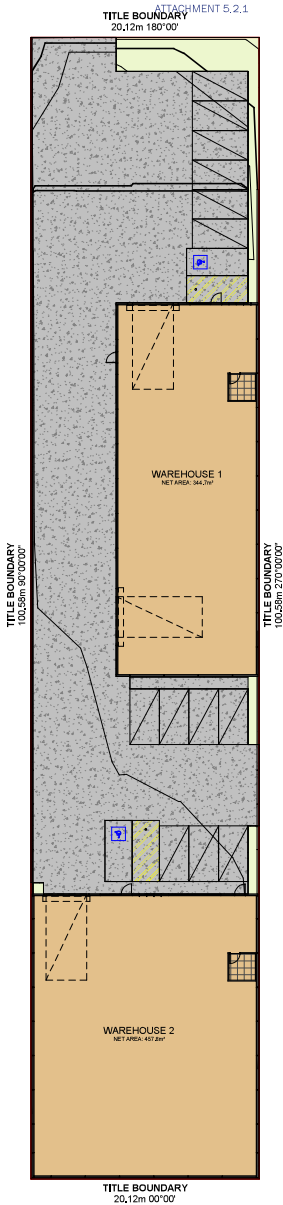 ATTACHMENT 5.2.1
TITLE BOUNDARY
20.12m 180°00'
WAREHOUSE 1
NET AREA: 344.7m²
TITLE BOUNDARY
100.58m 90°00'00"
TITLE BOUNDARY
100.58m 270°00'00"
WAREHOUSE 2
NET AREA: 457.8m²
TITLE BOUNDARY
20.12m 00°00'